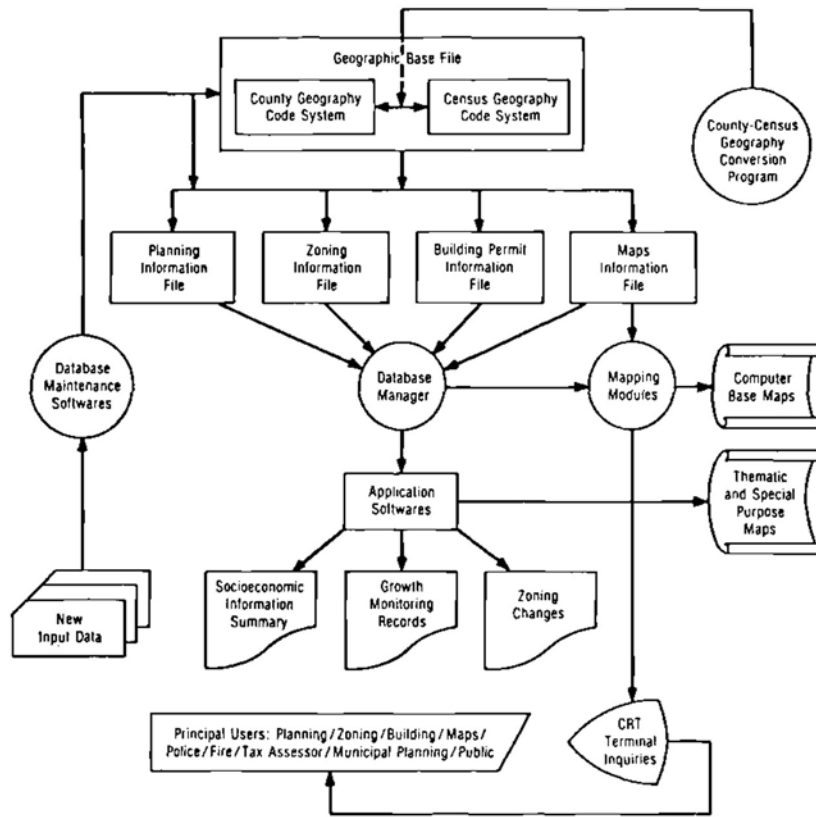 Geographic Base File
County Geography
Code System
Census Geography
Code System
County-Census
Geography
Conversion
Program
Planning
Information
File
Zoning
Information
File
Building Permit
Information
File
Maps
Information
File
Database
Maintenance
Softwares
Database
Manager
Mapping
Modules
Computer
Base Maps
Application
Softwares
Thematic
and Special
Purpose
Maps
New
Input Data
Socioeconomic
Information
Summary
Growth
Monitoring
Records
Zoning
Changes
Principal Users: Planning/Zoning/Building/Maps/
Police/Fire/Tax Assessor/Municipal Planning/Public
CRT
Terminal
Inquiries